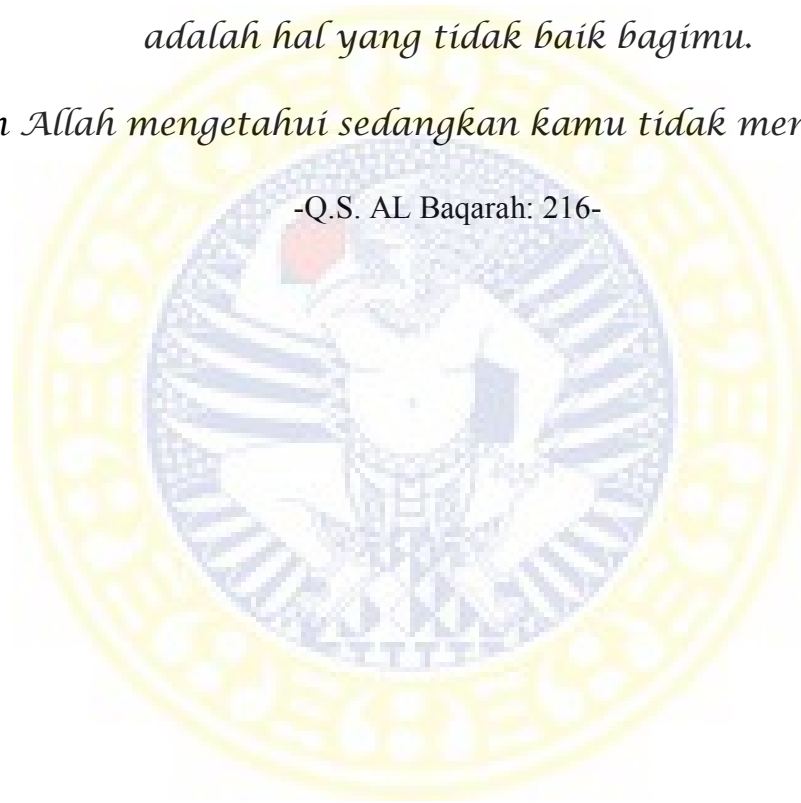 adalah hal yang tidak baik bagimu.
Allah mengetahui sedangkan kamu tidak
-Q.S. AL Baqarah: 216-